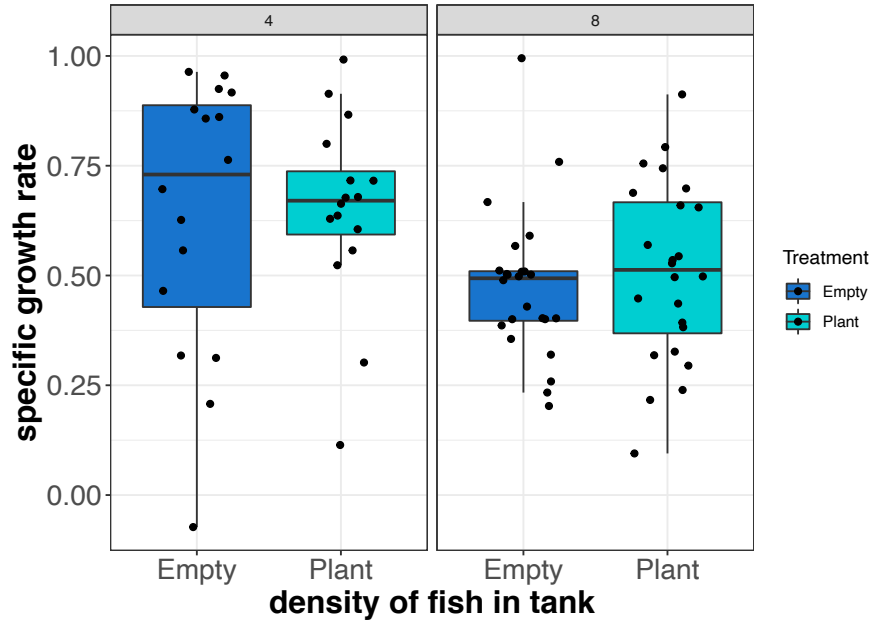 4 8
1.00
0.75
0.50
0.25
0.00
specific growth rate
Empty Plant Empty Plant
density of fish in tank
Treatment
Empty
Plant